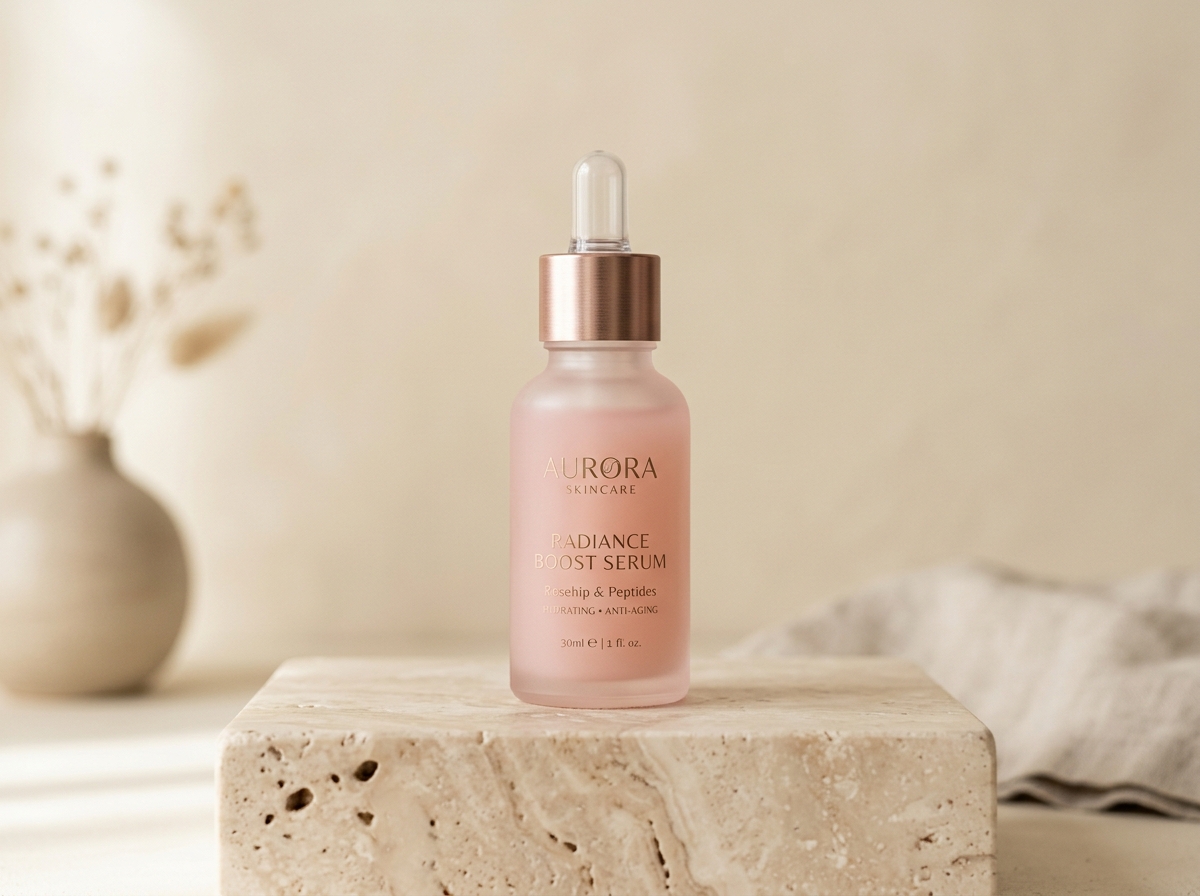 AURORA
SKINCARE
RADIANCE
BOOST SERUM
Rosehip & Peptides
HYDRATING • ANTI-AGING
30ml ℮ | 1 fl. oz.